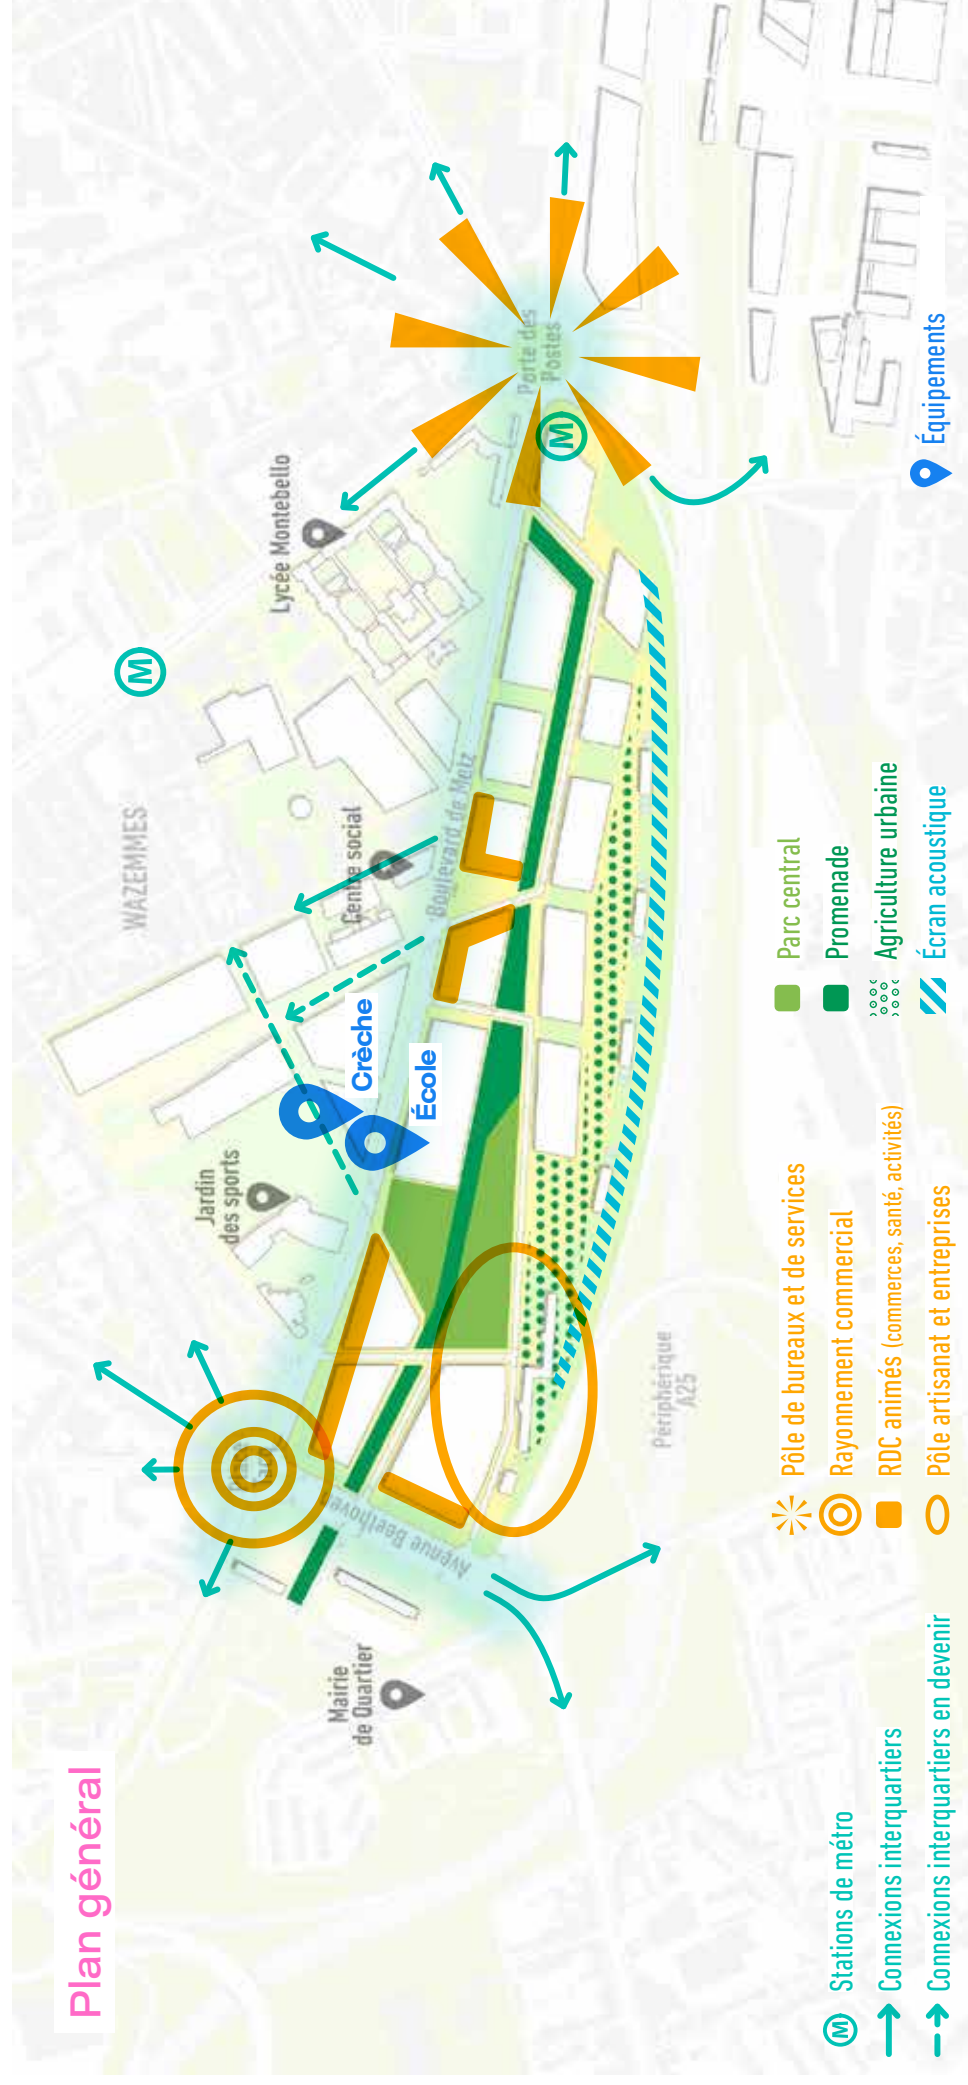 Plan général
WAZEMMES
Lycée Montebello
Jardin
des sports
Centre social
Crèche
École
Boulevard de Metz
Porte des
Postes
M
M
Mairie
de Quartier
Avenue Beethoven
Périphérique
A25
M Stations de métro
Connexions interquartiers
Connexions interquartiers en devenir
Pôle de bureaux et de services
Rayonnement commercial
RDC animés (commerces, santé, activités)
Pôle artisanat et entreprises
Parc central
Promenade
Agriculture urbaine
Écran acoustique
Équipements